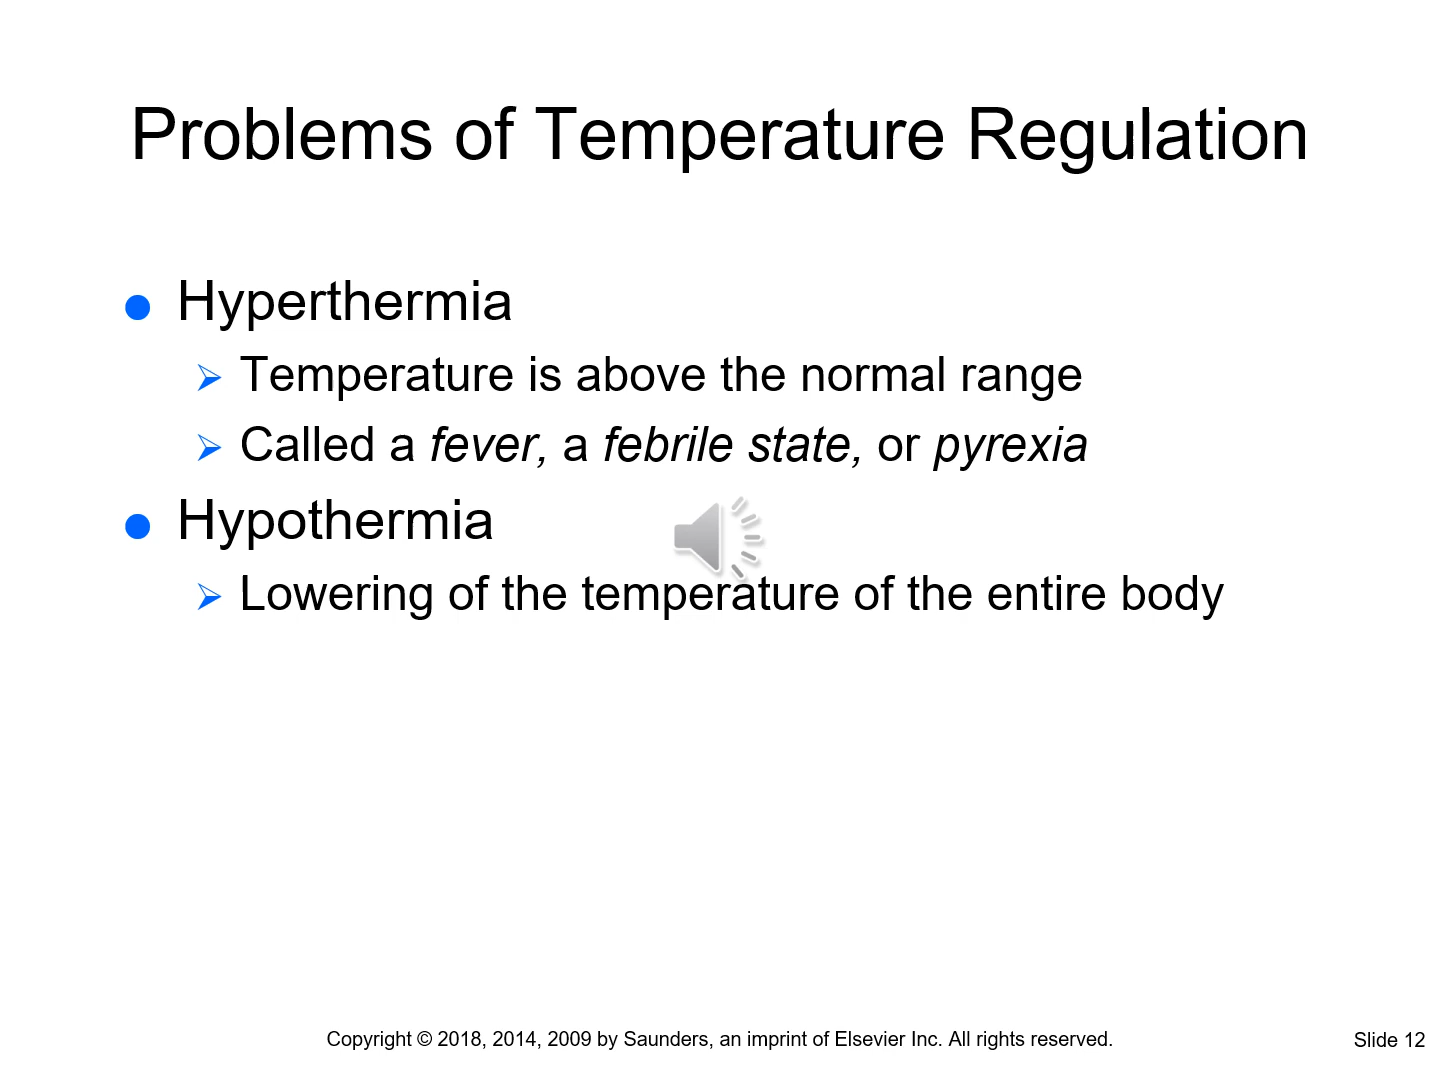 Problems of Temperature Regulation
Hyperthermia
Temperature is above the normal range
Called a fever, a febrile state, or pyrexia
Hypothermia
Lowering of the temperature of the entire body
Copyright © 2018, 2014, 2009 by Saunders, an imprint of Elsevier Inc. All rights reserved.
Slide 12